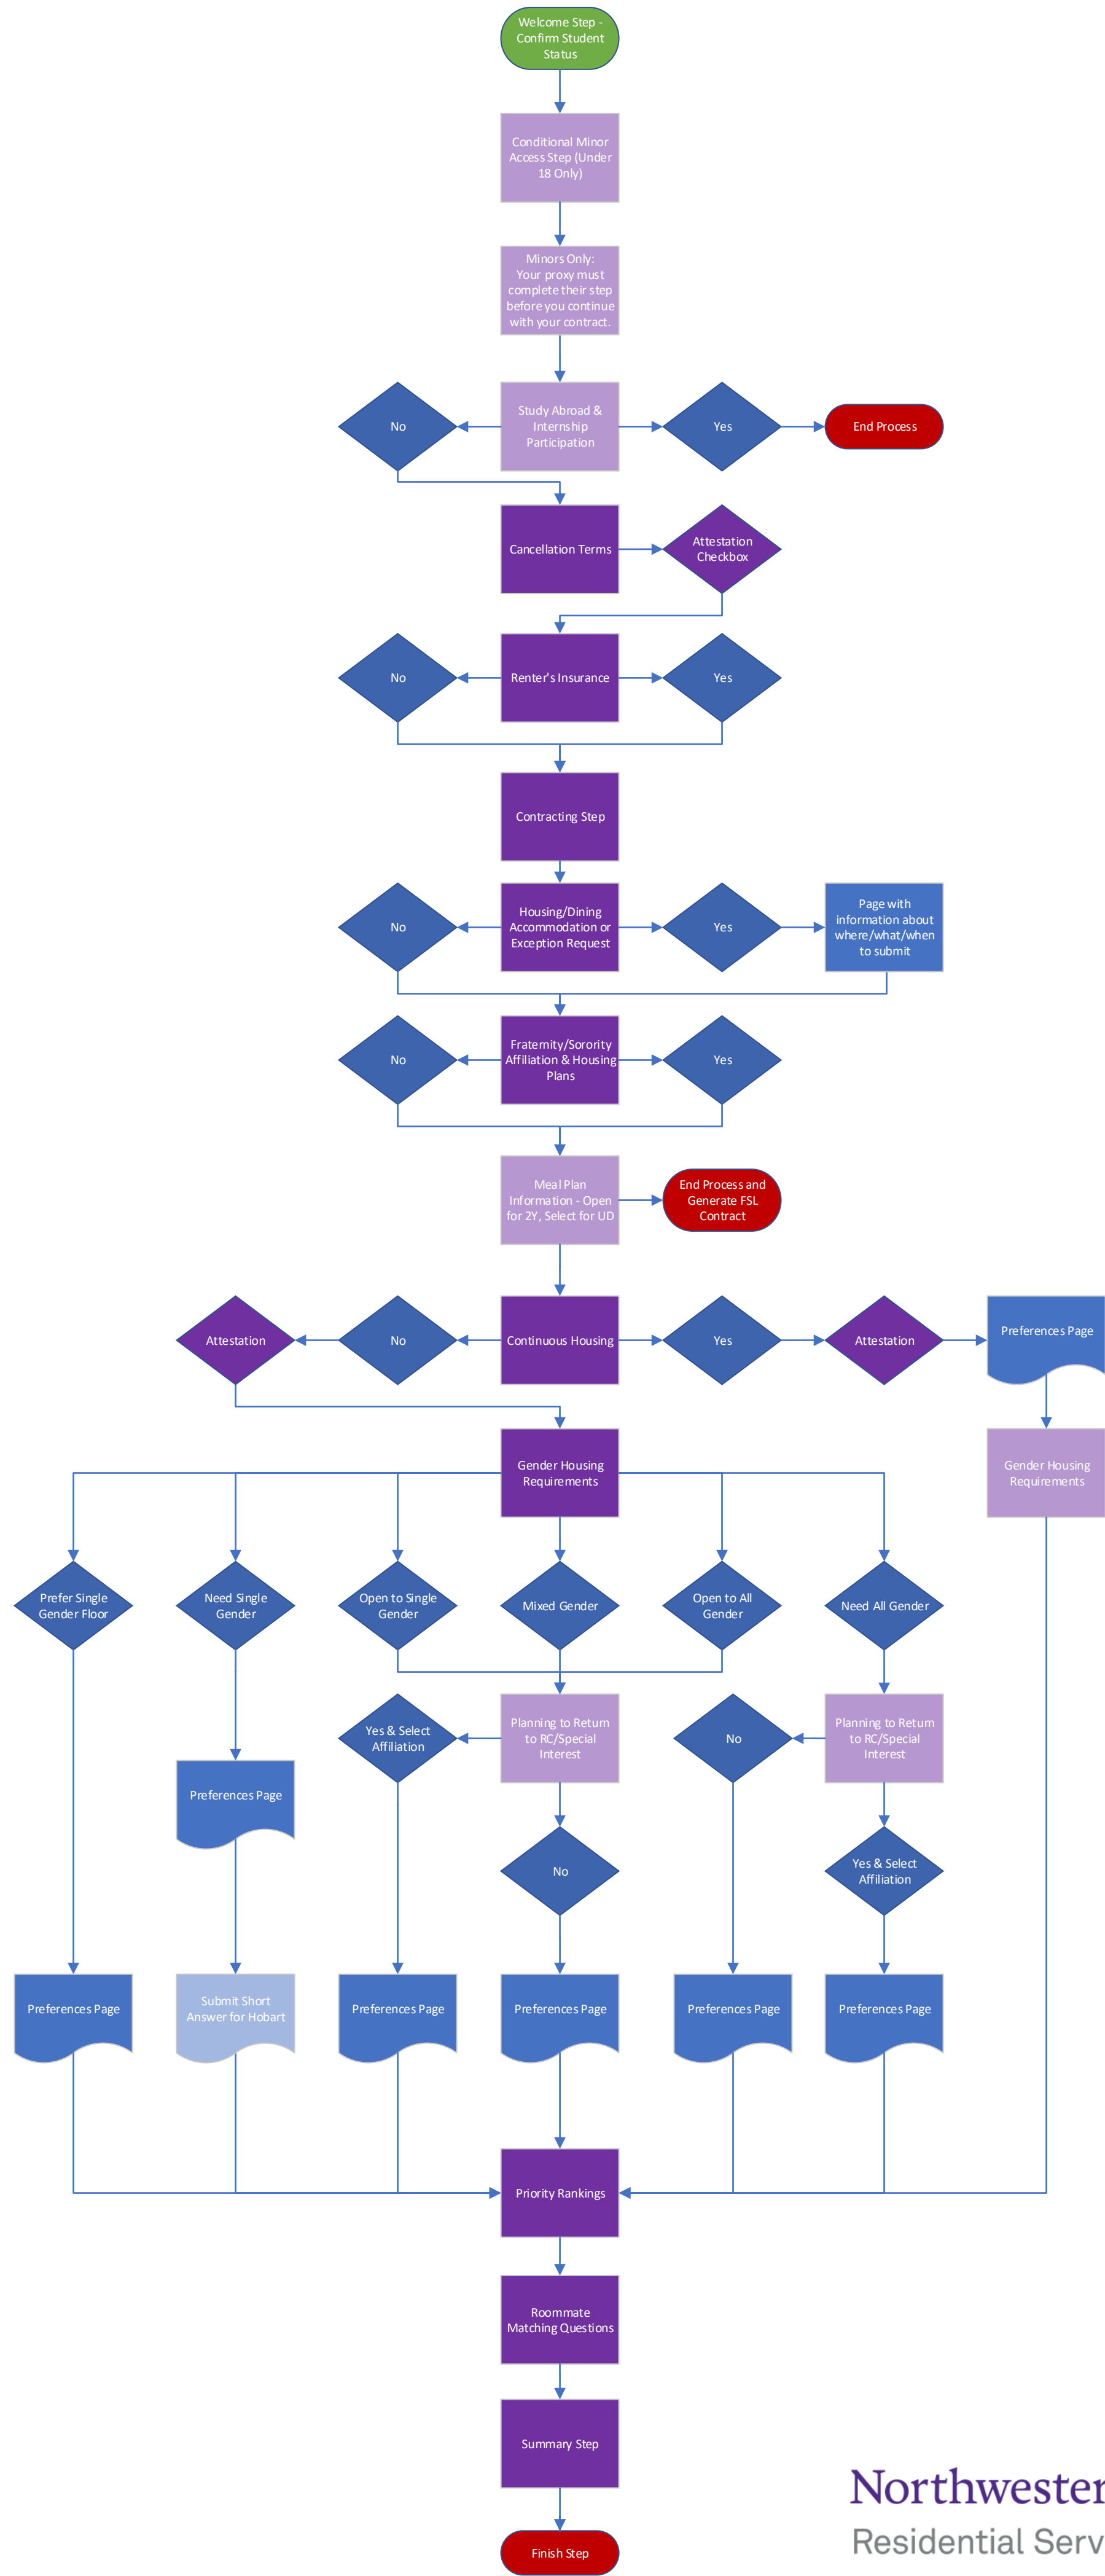 Welcome Step -
Confirm Student
Status
Conditional Minor
Access Step (Under
18 Only)
Minors Only:
Your proxy must
complete their step
before you continue
with your contract.
No
Study Abroad &
Internship
Participation
Yes
End Process
Cancellation Terms
Attestation
Checkbox
No
Renter's Insurance
Yes
Contracting Step
No
Housing/Dining
Accommodation or
Exception Request
Yes
Page with
information about
where/what/when
to submit
No
Fraternity/Sorority
Affiliation & Housing
Plans
Yes
Meal Plan
Information - Open
for 2Y, Select for UD
End Process and
Generate FSL
Contract
Attestation
No
Continuous Housing
Yes
Attestation
Preferences Page
Gender Housing
Requirements
Gender Housing
Requirements
Prefer Single
Gender Floor
Need Single
Gender
Open to Single
Gender
Mixed Gender
Open to All
Gender
Need All Gender
Yes & Select
Affiliation
Planning to Return
to RC/Special
Interest
No
Planning to Return
to RC/Special
Interest
Preferences Page
No
Yes & Select
Affiliation
Preferences Page
Submit Short
Answer for Hobart
Preferences Page
Preferences Page
Preferences Page
Preferences Page
Priority Rankings
Roommate
Matching Questions
Summary Step
Finish Step
Northwester
Residential Serv